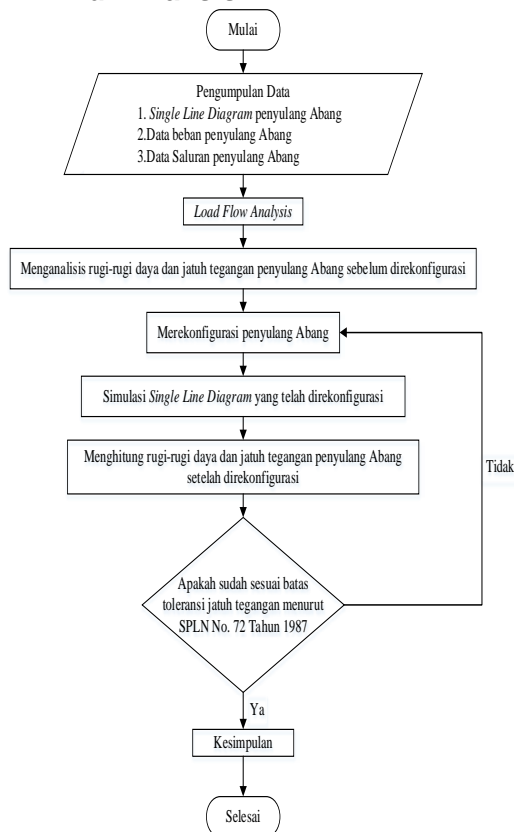 Mulai
Pengumpulan Data
1. Single Line Diagram penyulang Abang
2.Data beban penyulang Abang
3.Data Saluran penyulang Abang
Load Flow Analysis
Menganalisis rugi-rugi daya dan jatuh tegangan penyulang Abang sebelum direkonfigurasi
Merekonfigurasi penyulang Abang
Simulasi Single Line Diagram yang telah direkonfigurasi
Menghitung rugi-rugi daya dan jatuh tegangan penyulang Abang
setelah direkonfigurasi
Tidak
Apakah sudah sesuai batas
toleransi jatuh tegangan menurut
SPLN No. 72 Tahun 1987
Ya
Kesimpulan
Selesai